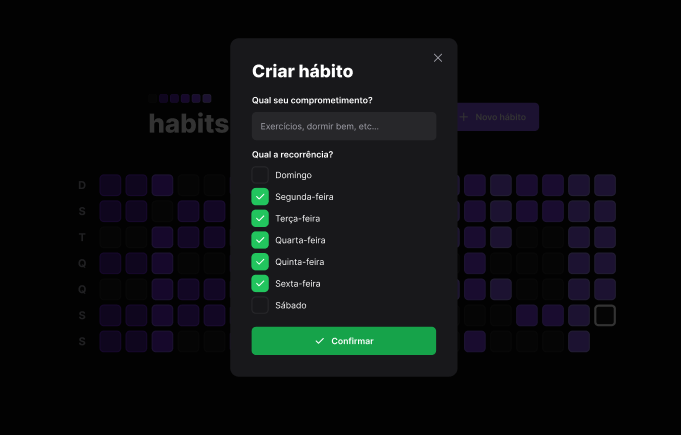 Criar hábito
Qual seu comprometimento?
Exercícios, dormir bem, etc...
Qual a recorrência?
Domingo
Segunda-feira
Terça-feira
Quarta-feira
Quinta-feira
Sexta-feira
Sábado
Confirmar
habits
Novo hábito
D
S
T
Q
Q
S
S